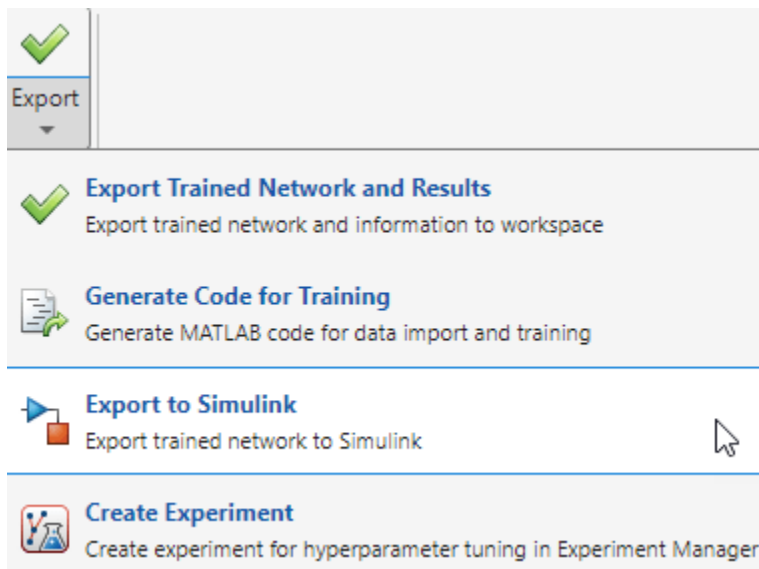 Export
Export Trained Network and Results
Export trained network and information to workspace
Generate Code for Training
Generate MATLAB code for data import and training
Export to Simulink
Export trained network to Simulink
Create Experiment
Create experiment for hyperparameter tuning in Experiment Manager